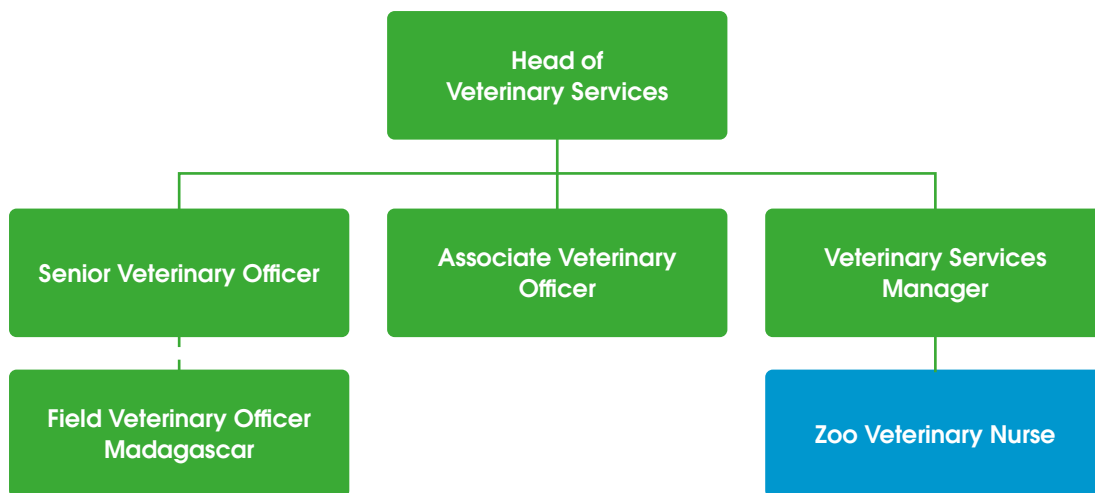 Head of
Veterinary Services
Senior Veterinary Officer
Associate Veterinary
Officer
Veterinary Services
Manager
Field Veterinary Officer
Madagascar
Zoo Veterinary Nurse